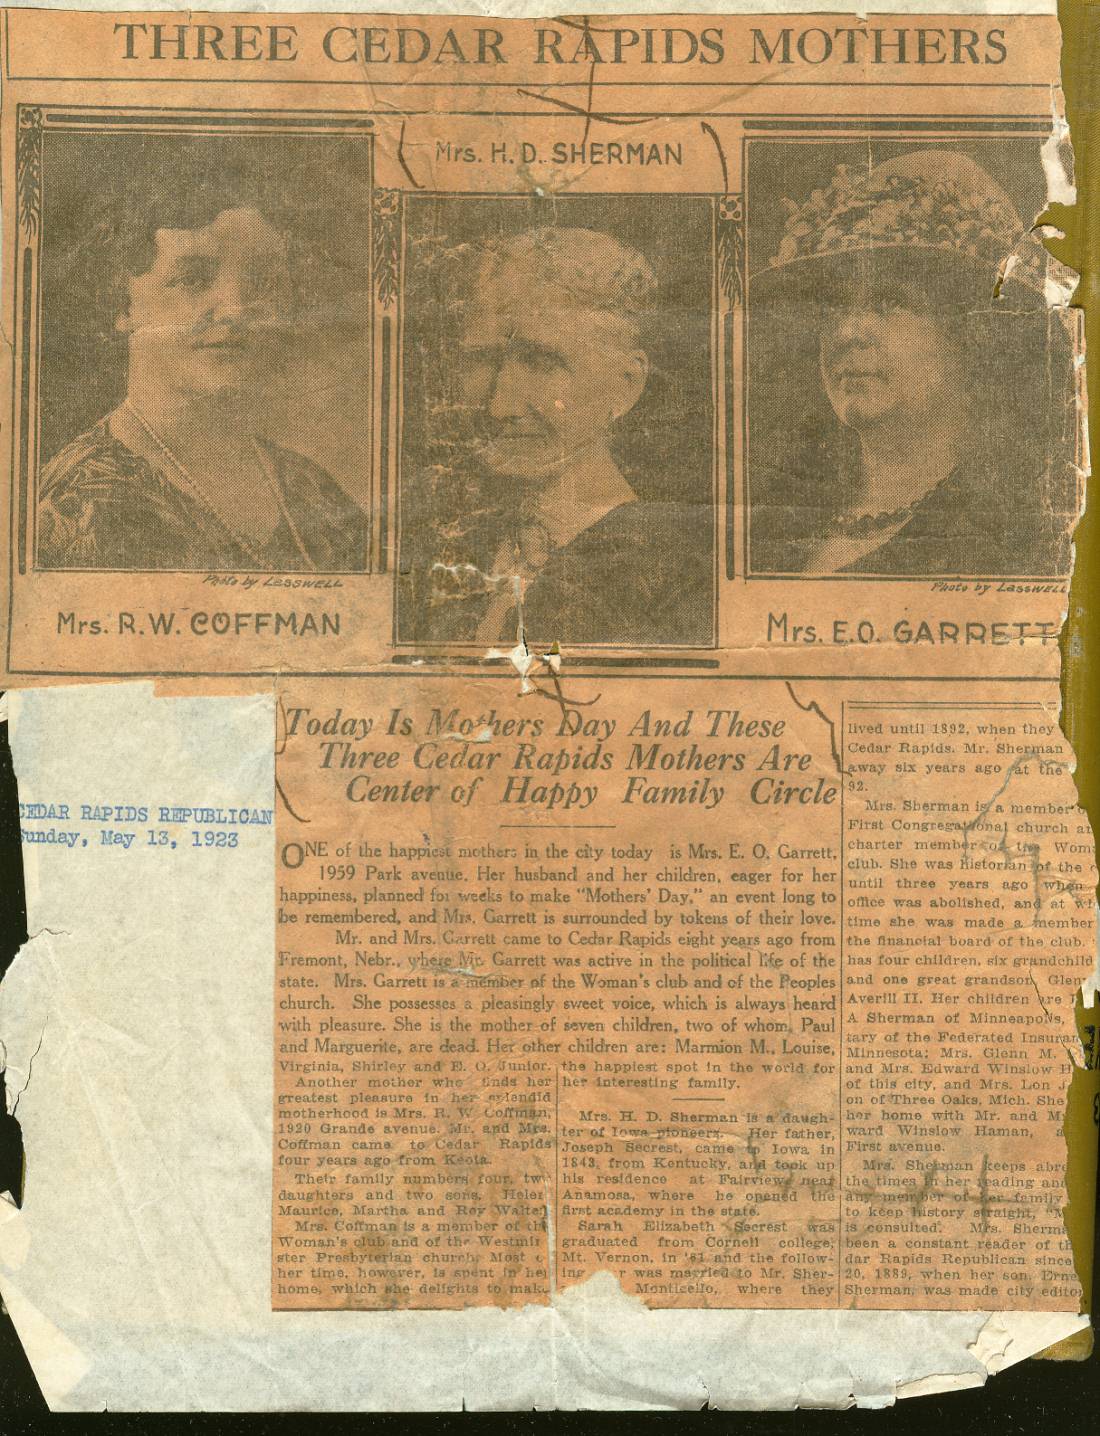 THREE CEDAR RAPIDS MOTHERS
Mrs. H. D. SHERMAN
Photo by LASSWELL
Photo by LASSWELL
Mrs. R. W. COFFMAN
Mrs. E. O. GARRETT
CEDAR RAPIDS REPUBLICAN
Sunday, May 13, 1923
Today Is Mothers Day And These
Three Cedar Rapids Mothers Are
Center of Happy Family Circle
ONE of the happiest mothers in the city today is Mrs. E. O. Garrett,
1959 Park avenue. Her husband and her children, eager for her
happiness, planned for weeks to make "Mothers' Day," an event long to
be remembered, and Mrs. Garrett is surrounded by tokens of their love.
Mr. and Mrs. Garrett came to Cedar Rapids eight years ago from
Fremont, Nebr., where Mr. Garrett was active in the political life of the
state. Mrs. Garrett is a member of the Woman's club and of the Peoples
church. She possesses a pleasingly sweet voice, which is always heard
with pleasure. She is the mother of seven children, two of whom, Paul
and Marguerite, are dead. Her other children are: Marmion M., Louise,
Virginia, Shirley and E. O. Junior.
Another mother who finds her
greatest pleasure in her splendid
motherhood is Mrs. R. W. Coffman,
1920 Grande avenue. Mr. and Mrs.
Coffman came to Cedar Rapids
four years ago from Keota.
Their family numbers four, two
daughters and two sons, Helen
Maurice, Martha and Roy Walter.
Mrs. Coffman is a member of the
Woman's club and of the Westmin
ster Presbyterian church. Most o
her time, however, is spent in her
home, which she delights to make
the happiest spot in the world for
her interesting family.
Mrs. H. D. Sherman is a daugh-
ter of Iowa pioneers. Her father,
Joseph Secrest, came to Iowa in
1843, from Kentucky, and took up
his residence at Fairview near
Anamosa, where he opened the
first academy in the state.
Sarah Elizabeth Secrest was
graduated from Cornell college,
Mt. Vernon, in '61 and the follow-
ing was married to Mr. Sher-
Monticello, where they
lived until 1892, when they
Cedar Rapids. Mr. Sherman
away six years ago at the
92.
Mrs. Sherman is a member
First Congregational church
charter member of the
club. She was historian of the
until three years ago when
office was abolished, and at
time she was made a member
the financial board of the club.
has four children, six
and one great grandson, Glenn
Averill II. Her children are
A Sherman of Minneapolis,
tary of the Federated
Minnesota; Mrs. Glenn M.
and Mrs. Edward Winslow
of this city, and Mrs. Lon
on of Three Oaks, Mich. She
her home with Mr. and
ward Winslow Haman,
First avenue.
Mrs. Sherman keeps
the times in her reading
any member of her family
to keep history straight,
is consulted. Mrs.
been a constant reader of
dar Rapids Republican since
20, 1889, when her son,
Sherman, was made city